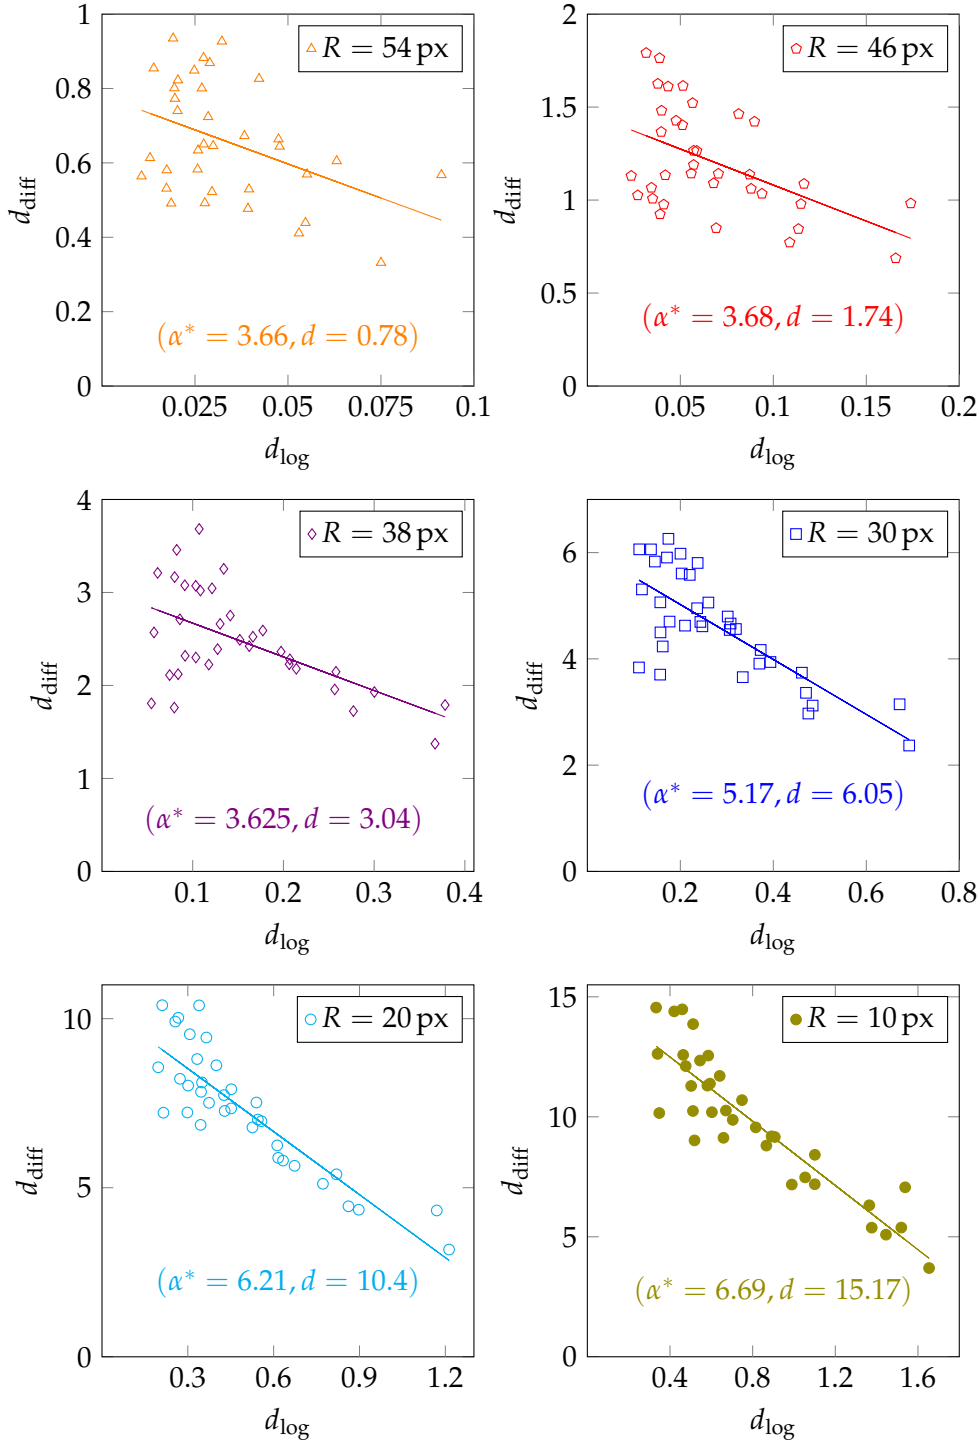 1
0.8
0.6
0.4
0.2
0
0.025
0.05
0.075
0.1
d_diff
d_log
R = 54 px
(α* = 3.66, d = 0.78)
2
1.5
1
0.5
0
0.05
0.1
0.15
0.2
d_diff
d_log
R = 46 px
(α* = 3.68, d = 1.74)
4
3
2
1
0
0.1
0.2
0.3
0.4
d_diff
d_log
R = 38 px
(α* = 3.625, d = 3.04)
6
4
2
0
0.2
0.4
0.6
0.8
d_diff
d_log
R = 30 px
(α* = 5.17, d = 6.05)
10
5
0
0.3
0.6
0.9
1.2
d_diff
d_log
R = 20 px
(α* = 6.21, d = 10.4)
15
10
5
0
0.4
0.8
1.2
1.6
d_diff
d_log
R = 10 px
(α* = 6.69, d = 15.17)